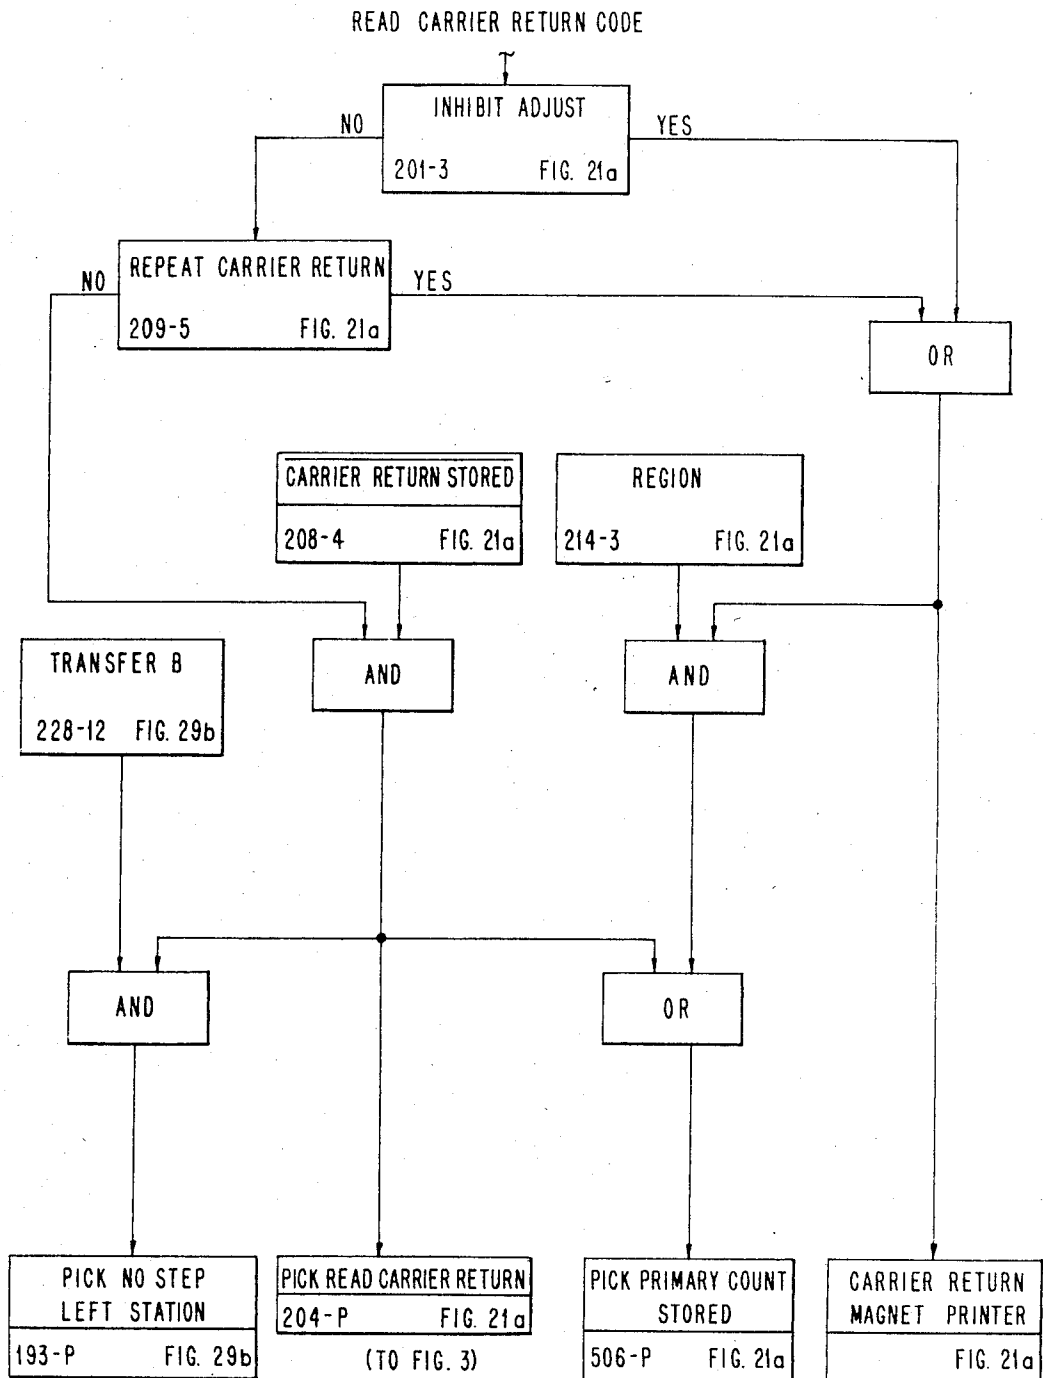 READ CARRIER RETURN CODE
INHIBIT ADJUST
NO
YES
201-3 FIG. 21a
REPEAT CARRIER RETURN
NO
YES
209-5 FIG. 21a
OR
CARRIER RETURN STORED
208-4 FIG. 21a
REGION
214-3 FIG. 21a
TRANSFER B
228-12 FIG. 29b
AND
AND
AND
OR
PICK NO STEP
LEFT STATION
193-P FIG. 29b
PICK READ CARRIER RETURN
204-P FIG. 21a
(TO FIG. 3)
PICK PRIMARY COUNT
STORED
506-P FIG. 21a
CARRIER RETURN
MAGNET PRINTER
FIG. 21a